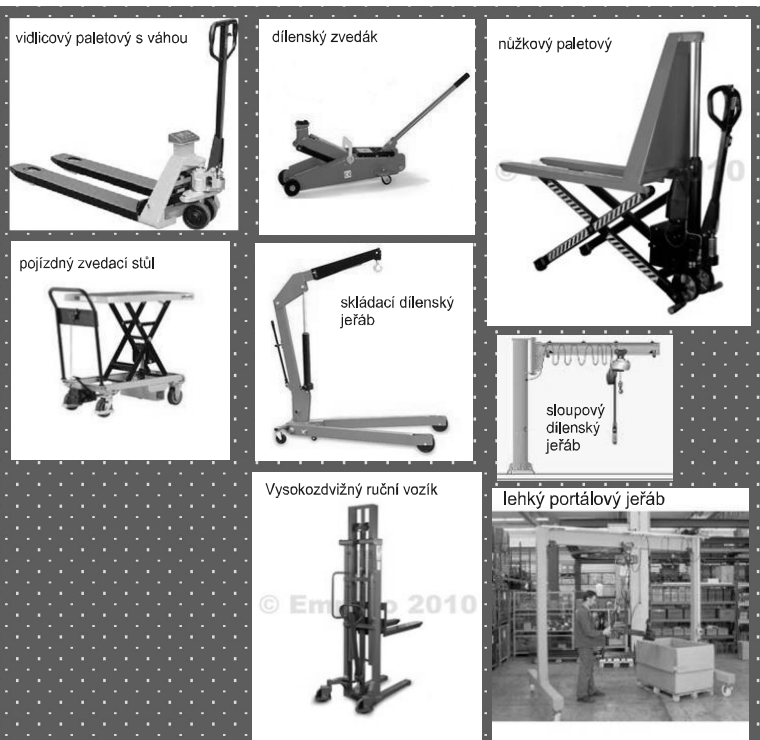 vidlicový paletový s váhou
dílenský zvedák
nůžkový paletový
© E 2010
pojízdný zvedací stůl
skládací dílenský
jeřáb
sloupový
dílenský
jeřáb
Vysokozdvižný ruční vozík
© Em o 2010
lehký portálový jeřáb